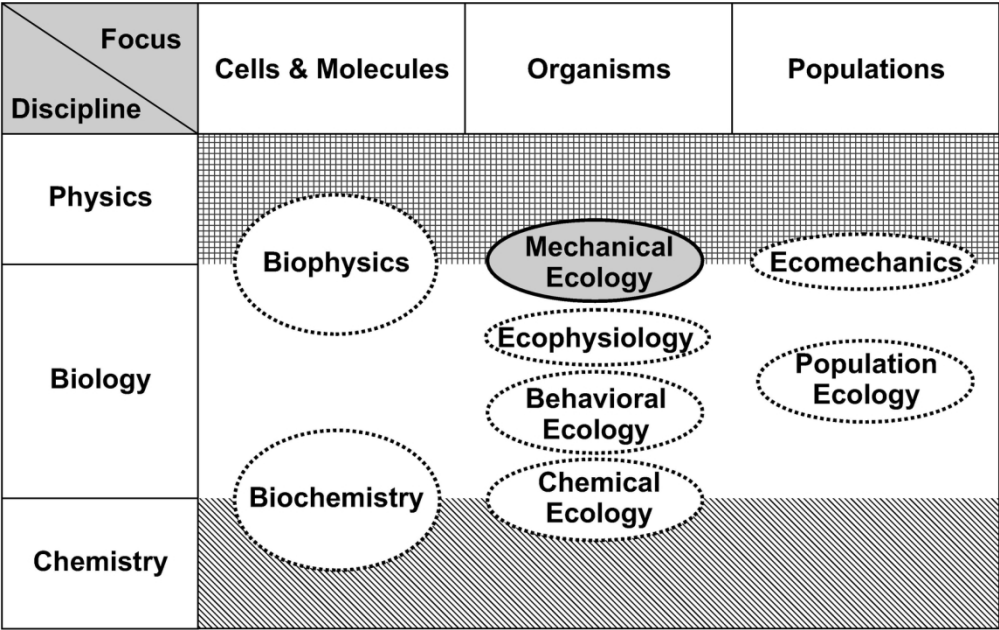 Focus
Discipline
Cells & Molecules
Organisms
Populations
Physics
Biophysics
Mechanical
Ecology
Ecomechanics
Biology
Ecophysiology
Behavioral
Ecology
Population
Ecology
Biochemistry
Chemical
Ecology
Chemistry